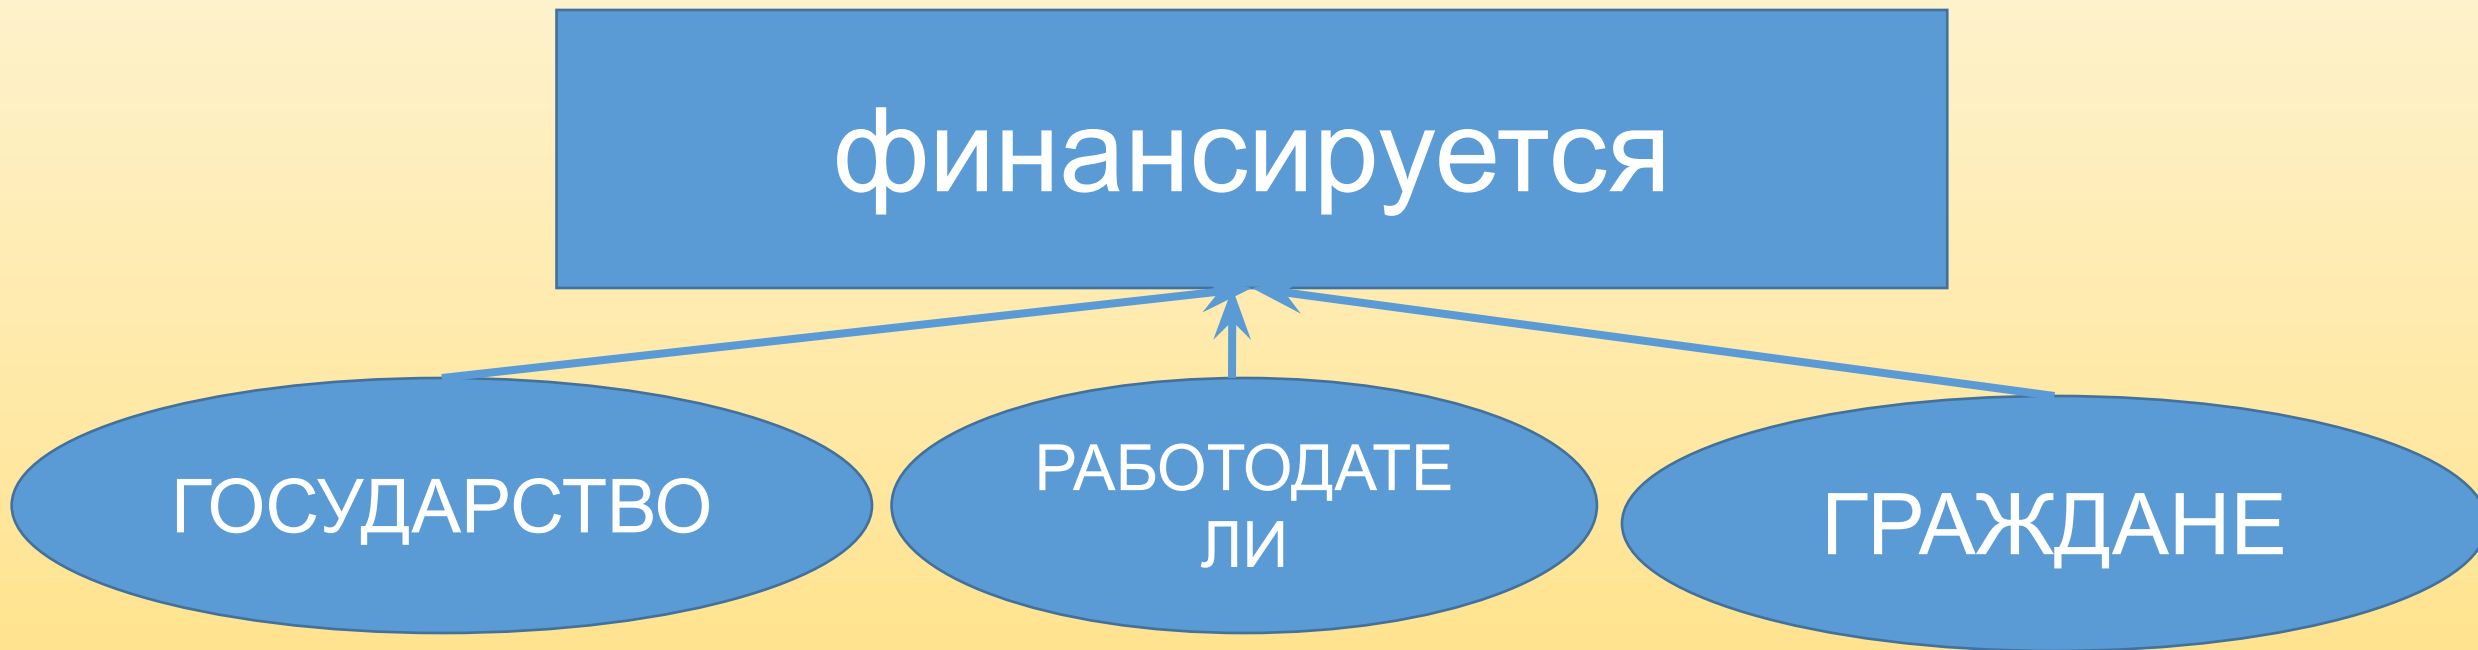 финансируется
ГОСУДАРСТВО
РАБОТОДАТЕ
ЛИ
ГРАЖДАНЕ